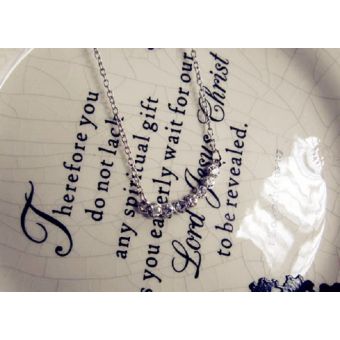 Therefore you
do not lack
any spiritual gift
s you eagerly wait for our
Lord Jesus Christ
to be revealed.